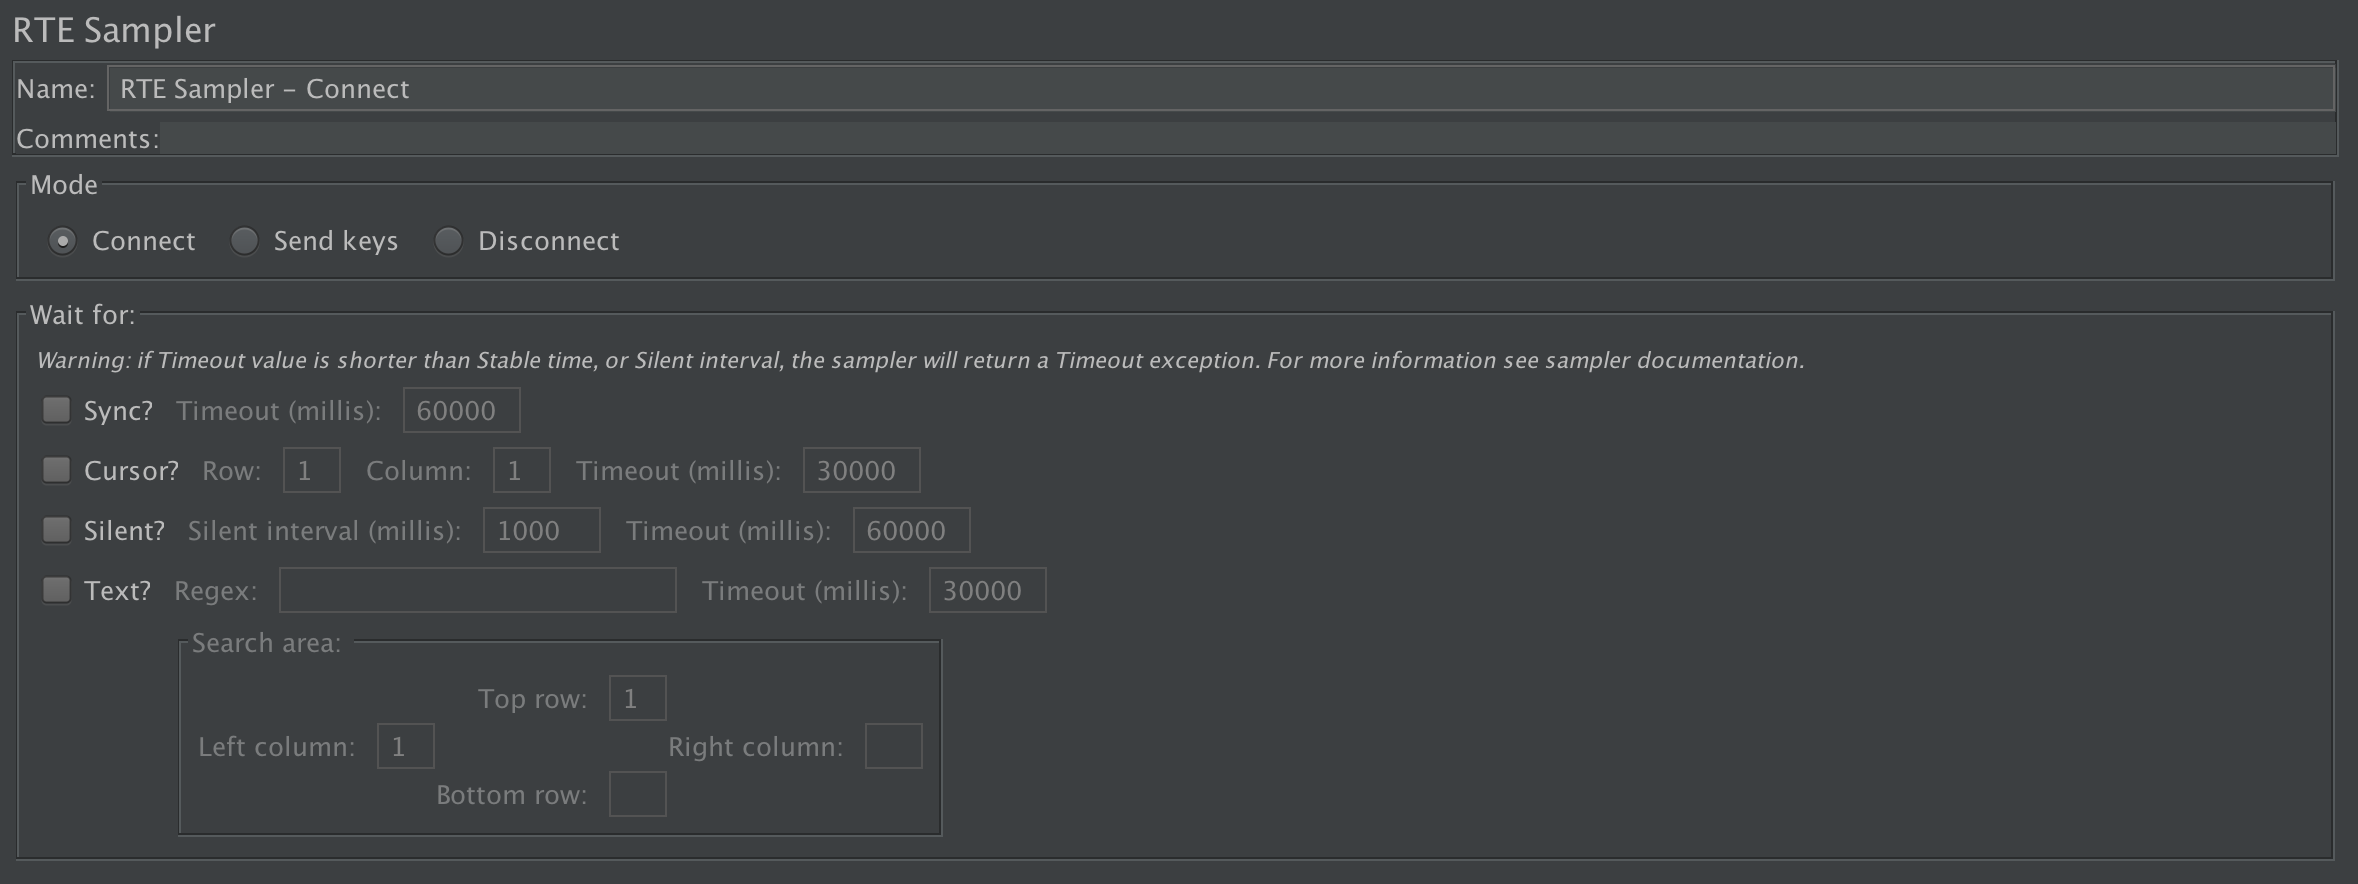 RTE Sampler
Name: RTE Sampler – Connect
Comments:
Mode
Connect Send keys Disconnect
Wait for:
Warning: if Timeout value is shorter than Stable time, or Silent interval, the sampler will return a Timeout exception. For more information see sampler documentation.
Sync? Timeout (millis): 60000
Cursor? Row: 1 Column: 1 Timeout (millis): 30000
Silent? Silent interval (millis): 1000 Timeout (millis): 60000
Text? Regex: Timeout (millis): 30000
Search area:
Top row: 1
Left column: 1 Right column:
Bottom row: